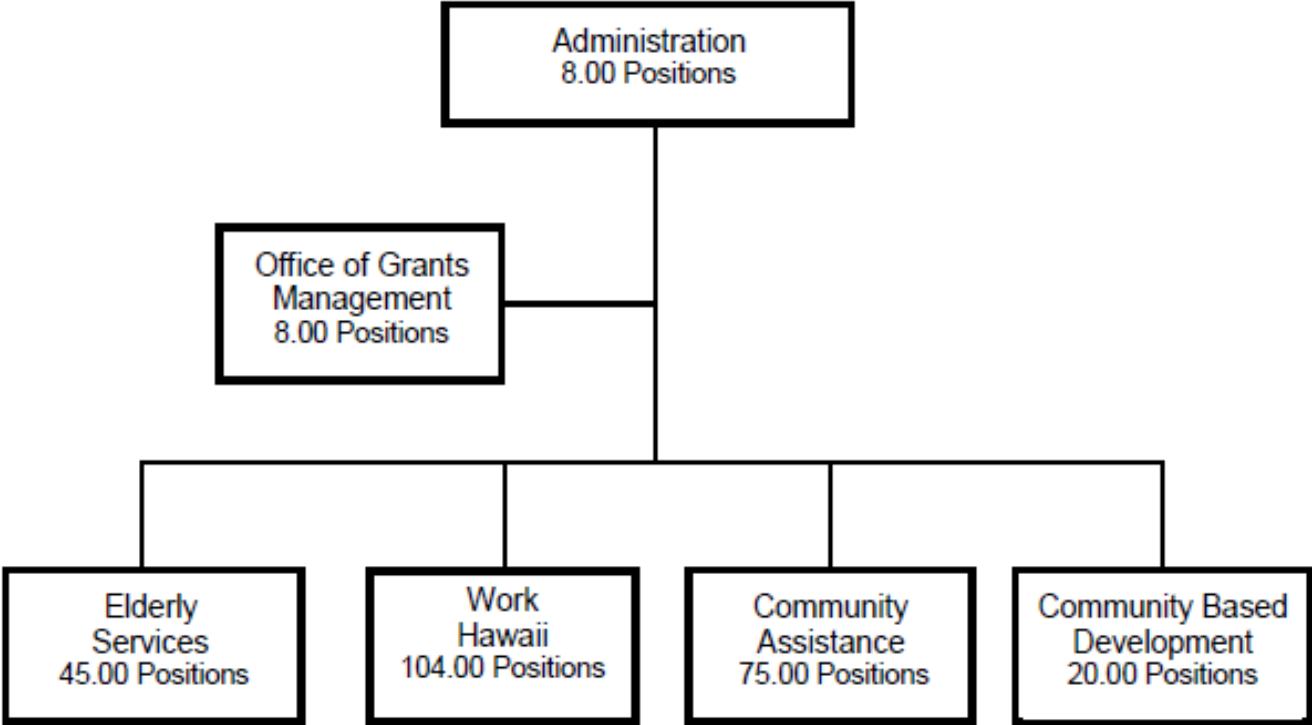 Administration
8.00 Positions
Office of Grants
Management
8.00 Positions
Elderly
Services
45.00 Positions
Work
Hawaii
104.00 Positions
Community
Assistance
75.00 Positions
Community Based
Development
20.00 Positions